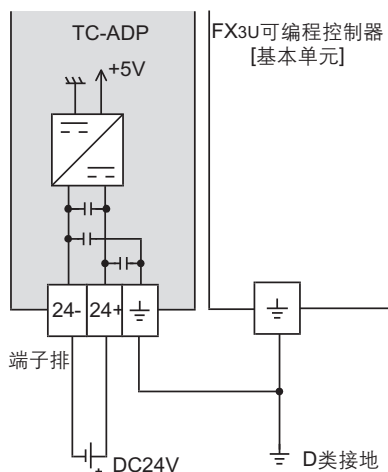 TC-ADP
FX3U可编程控制器
[基本单元]
+5V
24- 24+
端子排
DC24V
+
D类接地